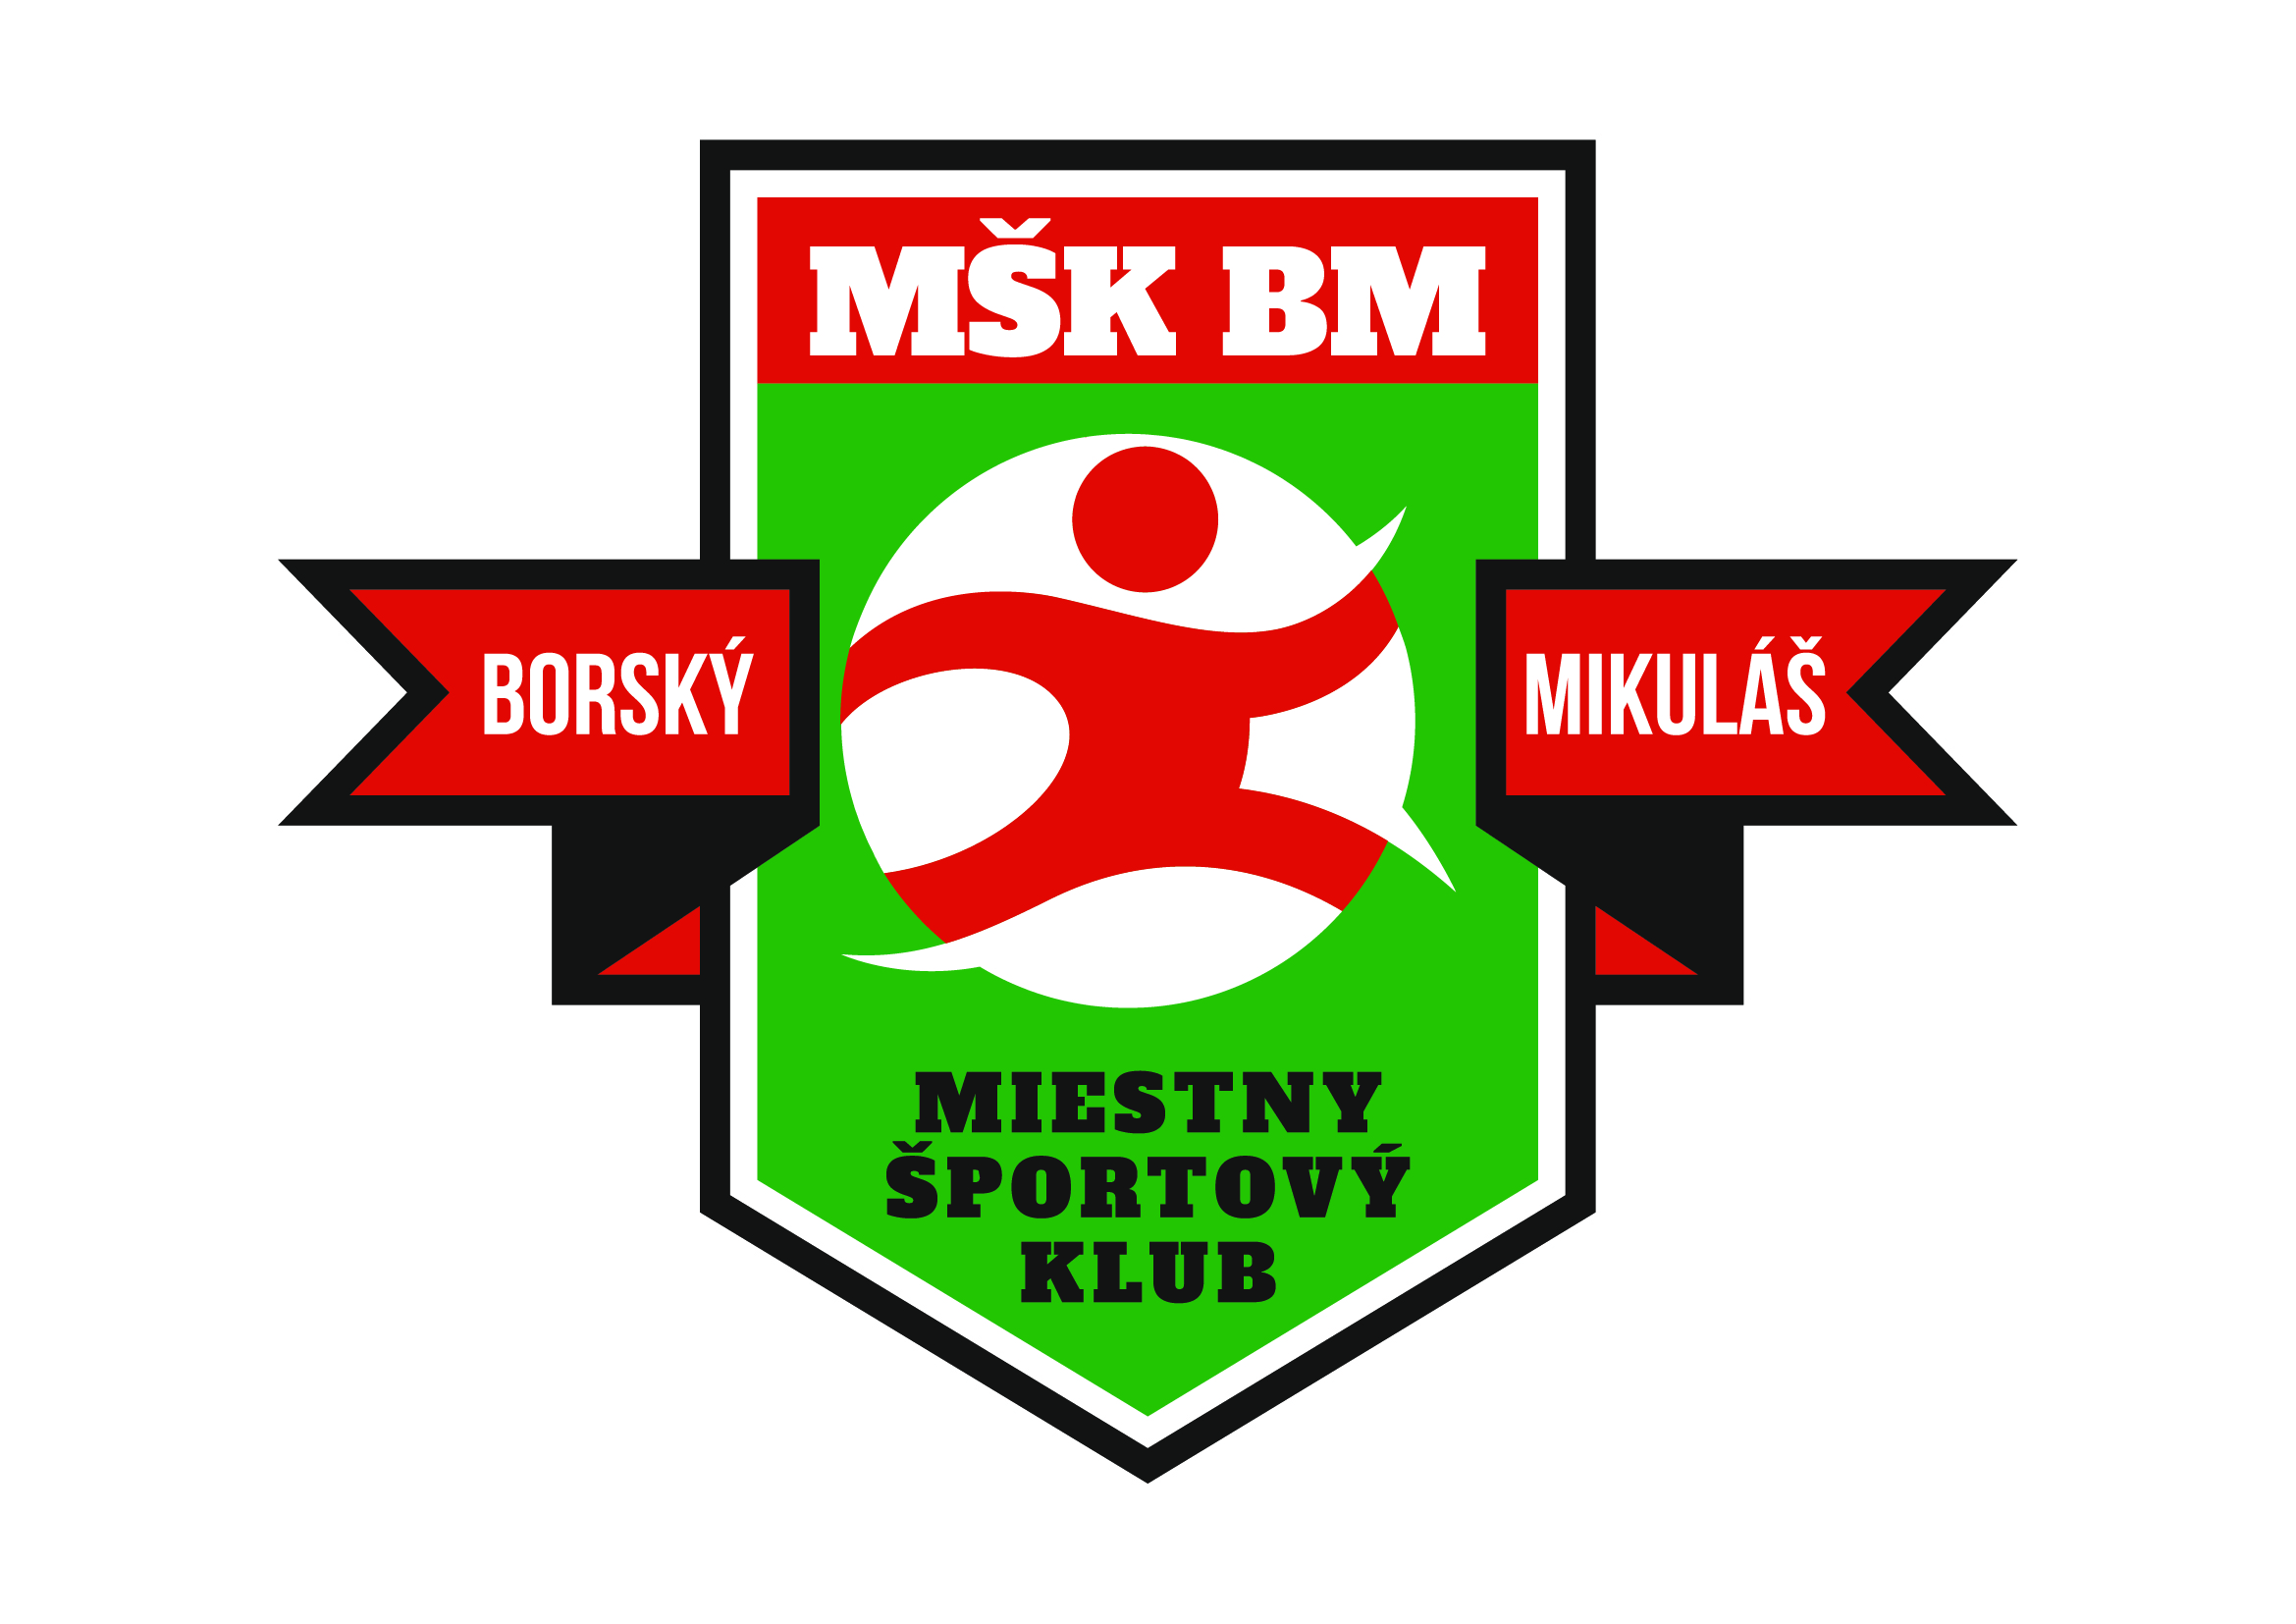 MŠK BM
BORSKÝ
MIKULÁŠ
MIESTNY
ŠPORTOVÝ
KLUB